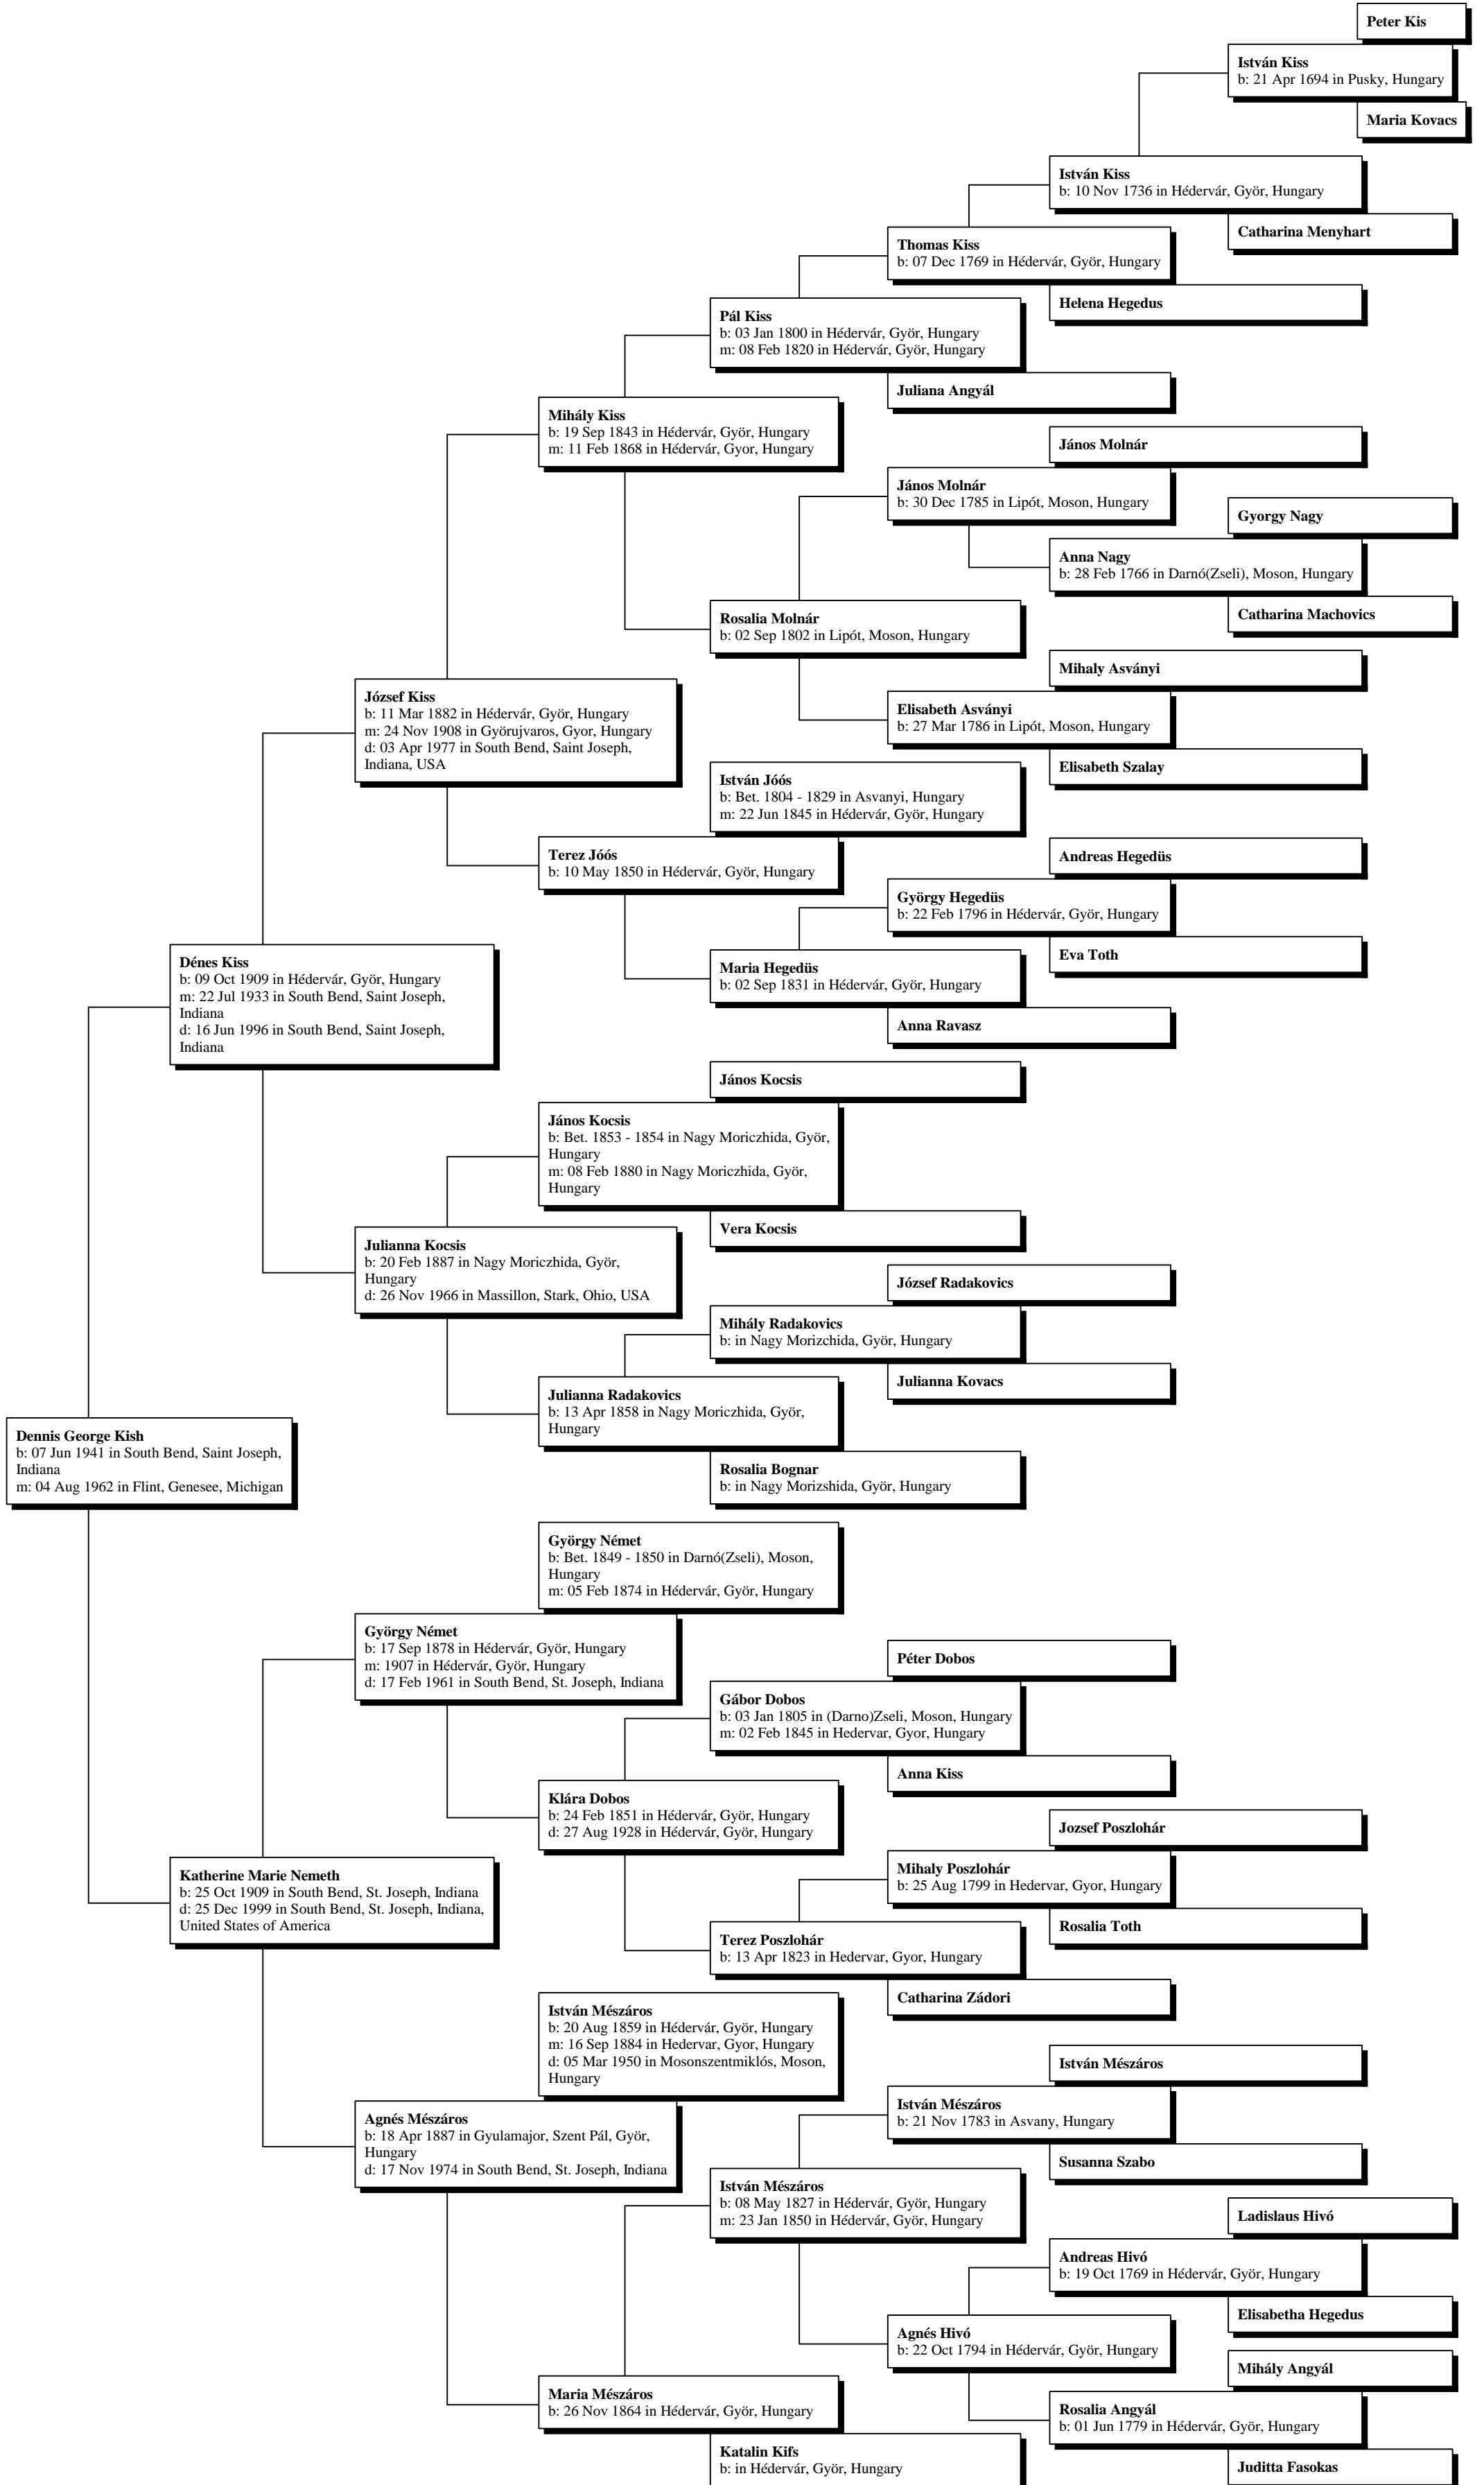 Peter Kis
István Kiss
b: 21 Apr 1694 in Pusky, Hungary
Maria Kovacs
István Kiss
b: 10 Nov 1736 in Hédervár, Györ, Hungary
Catharina Menyhart
Thomas Kiss
b: 07 Dec 1769 in Hédervár, Györ, Hungary
Helena Hegedus
Pál Kiss
b: 03 Jan 1800 in Hédervár, Györ, Hungary
m: 08 Feb 1820 in Hédervár, Györ, Hungary
Juliana Angyál
Mihály Kiss
b: 19 Sep 1843 in Hédervár, Györ, Hungary
m: 11 Feb 1868 in Hédervár, Gyor, Hungary
János Molnár
János Molnár
b: 30 Dec 1785 in Lipót, Moson, Hungary
Gyorgy Nagy
Anna Nagy
b: 28 Feb 1766 in Darnó(Zseli), Moson, Hungary
Catharina Machovics
Rosalia Molnár
b: 02 Sep 1802 in Lipót, Moson, Hungary
Mihaly Asványi
Elisabeth Asványi
b: 27 Mar 1786 in Lipót, Moson, Hungary
Elisabeth Szalay
József Kiss
b: 11 Mar 1882 in Hédervár, Györ, Hungary
m: 24 Nov 1908 in Györujvaros, Gyor, Hungary
d: 03 Apr 1977 in South Bend, Saint Joseph,
Indiana, USA
István Jóós
b: Bet. 1804 - 1829 in Asvanyi, Hungary
m: 22 Jun 1845 in Hédervár, Györ, Hungary
Terez Jóós
b: 10 May 1850 in Hédervár, Györ, Hungary
Andreas Hegedüs
György Hegedüs
b: 22 Feb 1796 in Hédervár, Györ, Hungary
Eva Toth
Maria Hegedüs
b: 02 Sep 1831 in Hédervár, Györ, Hungary
Anna Ravasz
Dénes Kiss
b: 09 Oct 1909 in Hédervár, Györ, Hungary
m: 22 Jul 1933 in South Bend, Saint Joseph,
Indiana
d: 16 Jun 1996 in South Bend, Saint Joseph,
Indiana
János Kocsis
János Kocsis
b: Bet. 1853 - 1854 in Nagy Moriczhida, Györ,
Hungary
m: 08 Feb 1880 in Nagy Moriczhida, Györ,
Hungary
Vera Kocsis
Julianna Kocsis
b: 20 Feb 1887 in Nagy Moriczhida, Györ,
Hungary
d: 26 Nov 1966 in Massillon, Stark, Ohio, USA
József Radakovics
Mihály Radakovics
b: in Nagy Morizchida, Györ, Hungary
Julianna Kovacs
Julianna Radakovics
b: 13 Apr 1858 in Nagy Moriczhida, Györ,
Hungary
Rosalia Bognar
b: in Nagy Morizshida, Györ, Hungary
Dennis George Kish
b: 07 Jun 1941 in South Bend, Saint Joseph,
Indiana
m: 04 Aug 1962 in Flint, Genesee, Michigan
György Német
b: Bet. 1849 - 1850 in Darnó(Zseli), Moson,
Hungary
m: 05 Feb 1874 in Hédervár, Györ, Hungary
György Német
b: 17 Sep 1878 in Hédervár, Györ, Hungary
m: 1907 in Hédervár, Györ, Hungary
d: 17 Feb 1961 in South Bend, St. Joseph, Indiana
Péter Dobos
Gábor Dobos
b: 03 Jan 1805 in (Darno)Zseli, Moson, Hungary
m: 02 Feb 1845 in Hedervar, Gyor, Hungary
Anna Kiss
Klára Dobos
b: 24 Feb 1851 in Hédervár, Györ, Hungary
d: 27 Aug 1928 in Hédervár, Györ, Hungary
Jozsef Poszlohár
Mihaly Poszlohár
b: 25 Aug 1799 in Hedervar, Gyor, Hungary
Rosalia Toth
Terez Poszlohár
b: 13 Apr 1823 in Hedervar, Gyor, Hungary
Catharina Zádori
Katherine Marie Nemeth
b: 25 Oct 1909 in South Bend, St. Joseph, Indiana
d: 25 Dec 1999 in South Bend, St. Joseph, Indiana,
United States of America
István Mészáros
b: 20 Aug 1859 in Hédervár, Györ, Hungary
m: 16 Sep 1884 in Hedervar, Gyor, Hungary
d: 05 Mar 1950 in Mosonszentmiklós, Moson,
Hungary
Agnés Mészáros
b: 18 Apr 1887 in Gyulamajor, Szent Pál, Györ,
Hungary
d: 17 Nov 1974 in South Bend, St. Joseph, Indiana
István Mészáros
István Mészáros
b: 21 Nov 1783 in Asvany, Hungary
Susanna Szabo
István Mészáros
b: 08 May 1827 in Hédervár, Györ, Hungary
m: 23 Jan 1850 in Hédervár, Györ, Hungary
Ladislaus Hivó
Andreas Hivó
b: 19 Oct 1769 in Hédervár, Györ, Hungary
Elisabetha Hegedus
Agnés Hivó
b: 22 Oct 1794 in Hédervár, Györ, Hungary
Mihály Angyál
Rosalia Angyál
b: 01 Jun 1779 in Hédervár, Györ, Hungary
Juditta Fasokas
Maria Mészáros
b: 26 Nov 1864 in Hédervár, Györ, Hungary
Katalin Kifs
b: in Hédervár, Györ, Hungary